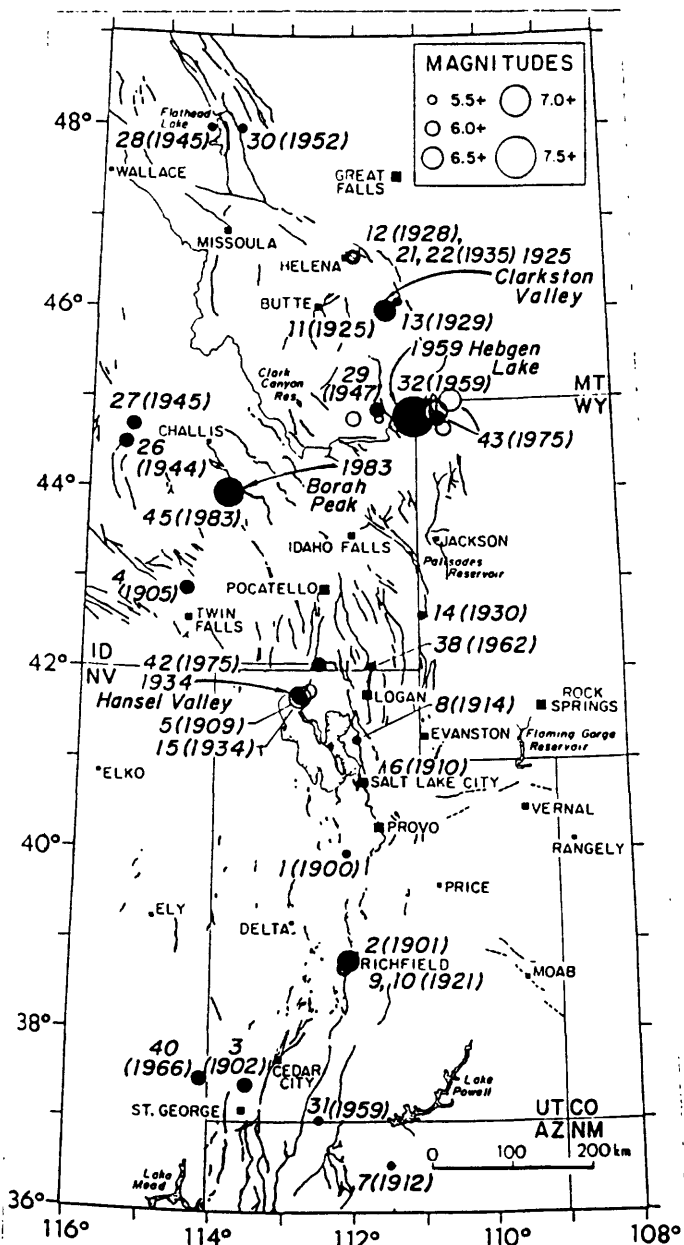 MAGNITUDES
5.5+ 7.0+
6.0+
6.5+ 7.5+
48°
Flathead
Lake
28(1945)
30(1952)
WALLACE
GREAT
FALLS
MISSOULA
12(1928),
21,22(1935) 1925
HELENA
Clarkston
Valley
46°
BUTTE
11(1925)
13(1929)
1959 Hebgen
Lake
Clark
Canyon
Res.
29
(1947)
32(1959)
MT
WY
27(1945)
CHALLIS
43(1975)
26
(1944)
44°
1983
Borah
Peak
45(1983)
IDAHO FALLS
JACKSON
Palisades
Reservoir
4
(1905)
POCATELLO
TWIN
FALLS
14(1930)
38(1962)
42°
ID
NV
42(1975)
1934
Hansel Valley
LOGAN
8(1914)
ROCK
SPRINGS
5(1909)
15(1934)
EVANSTON
Flaming Gorge
Reservoir
6(1910)
ELKO
SALT LAKE CITY
VERNAL
PROVO
RANGELY
40°
1(1900)
PRICE
ELY
DELTA
2(1901)
RICHFIELD
9,10(1921)
MOAB
38°
40
(1966)
3
(1902)
CEDAR
CITY
Lake
Powell
ST. GEORGE
31(1959)
UT CO
AZ NM
0 100 200 km
Lake
Mead
7(1912)
36°
116° 114° 112° 110° 108°